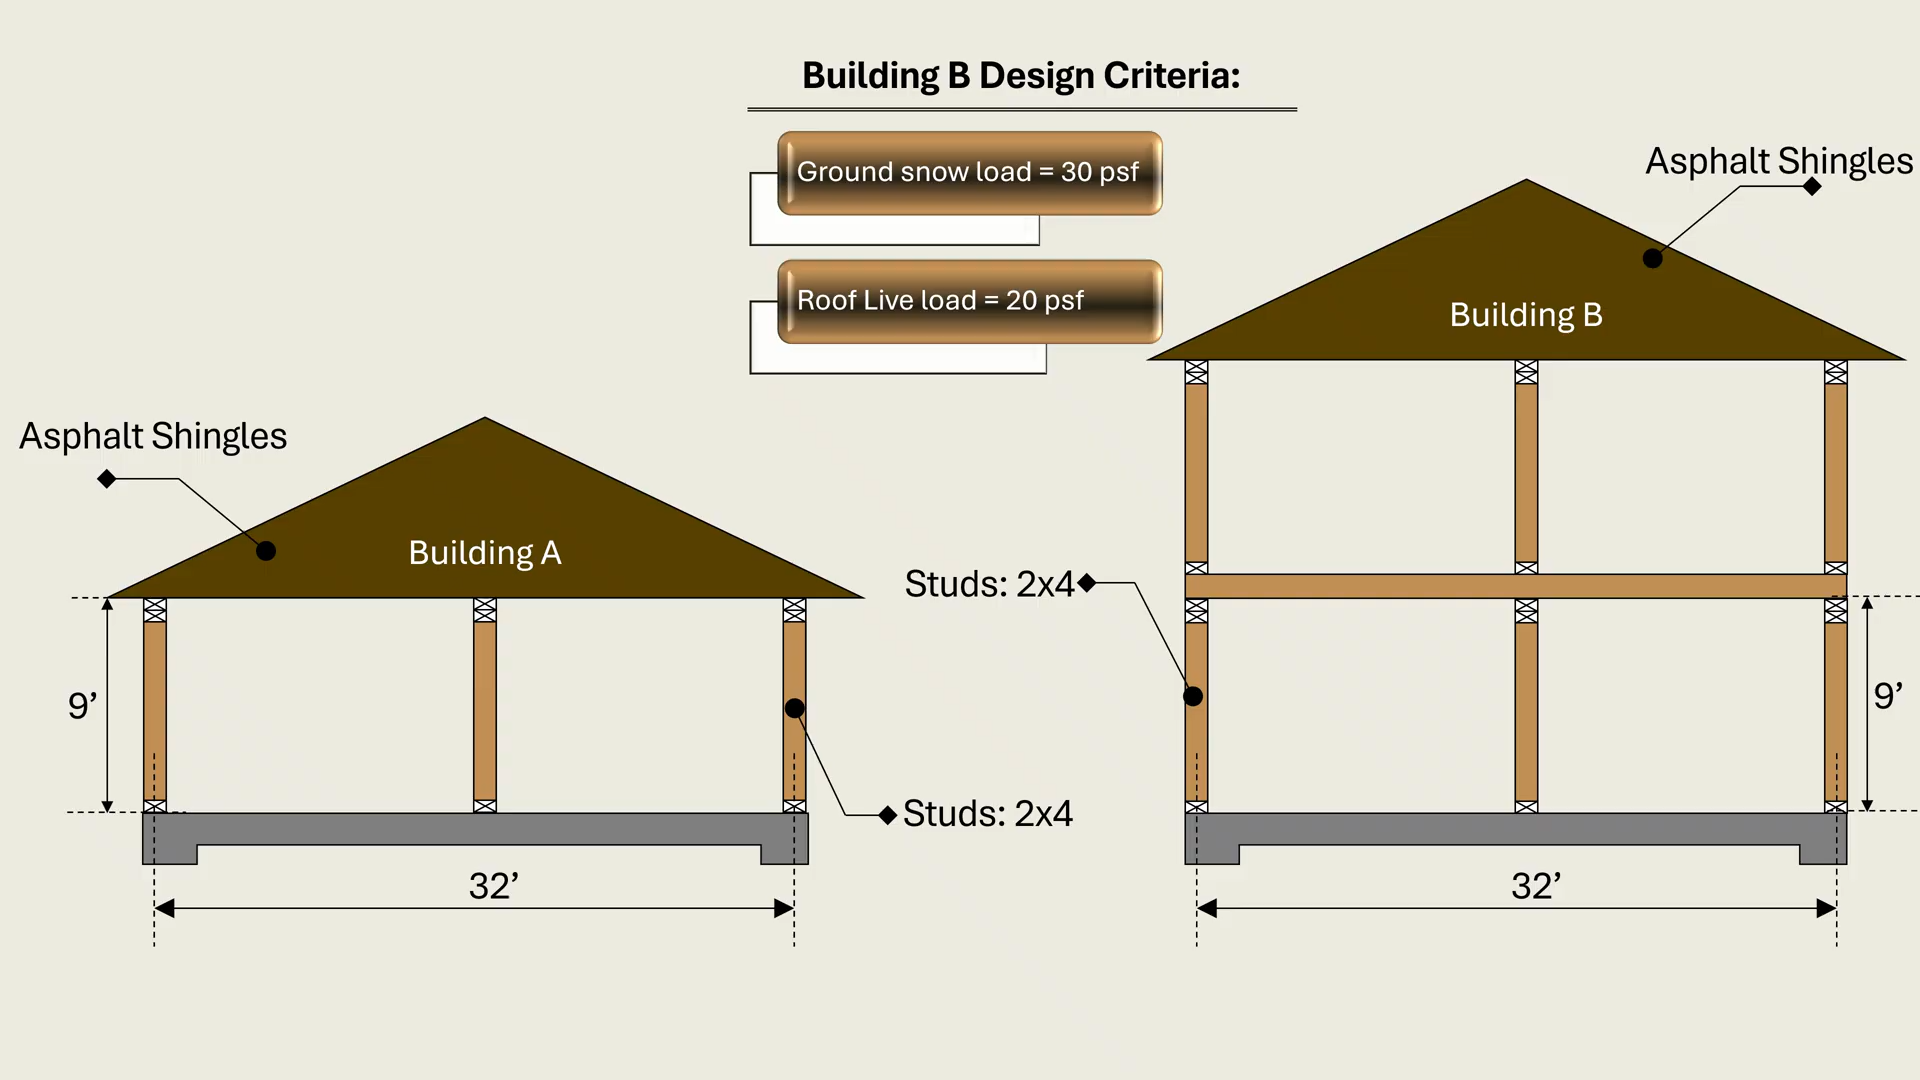 Building B Design Criteria:
Ground snow load = 30 psf
Roof Live load = 20 psf
Asphalt Shingles
Building B
Asphalt Shingles
Building A
Studs: 2x4
9’
9’
Studs: 2x4
32’
32’